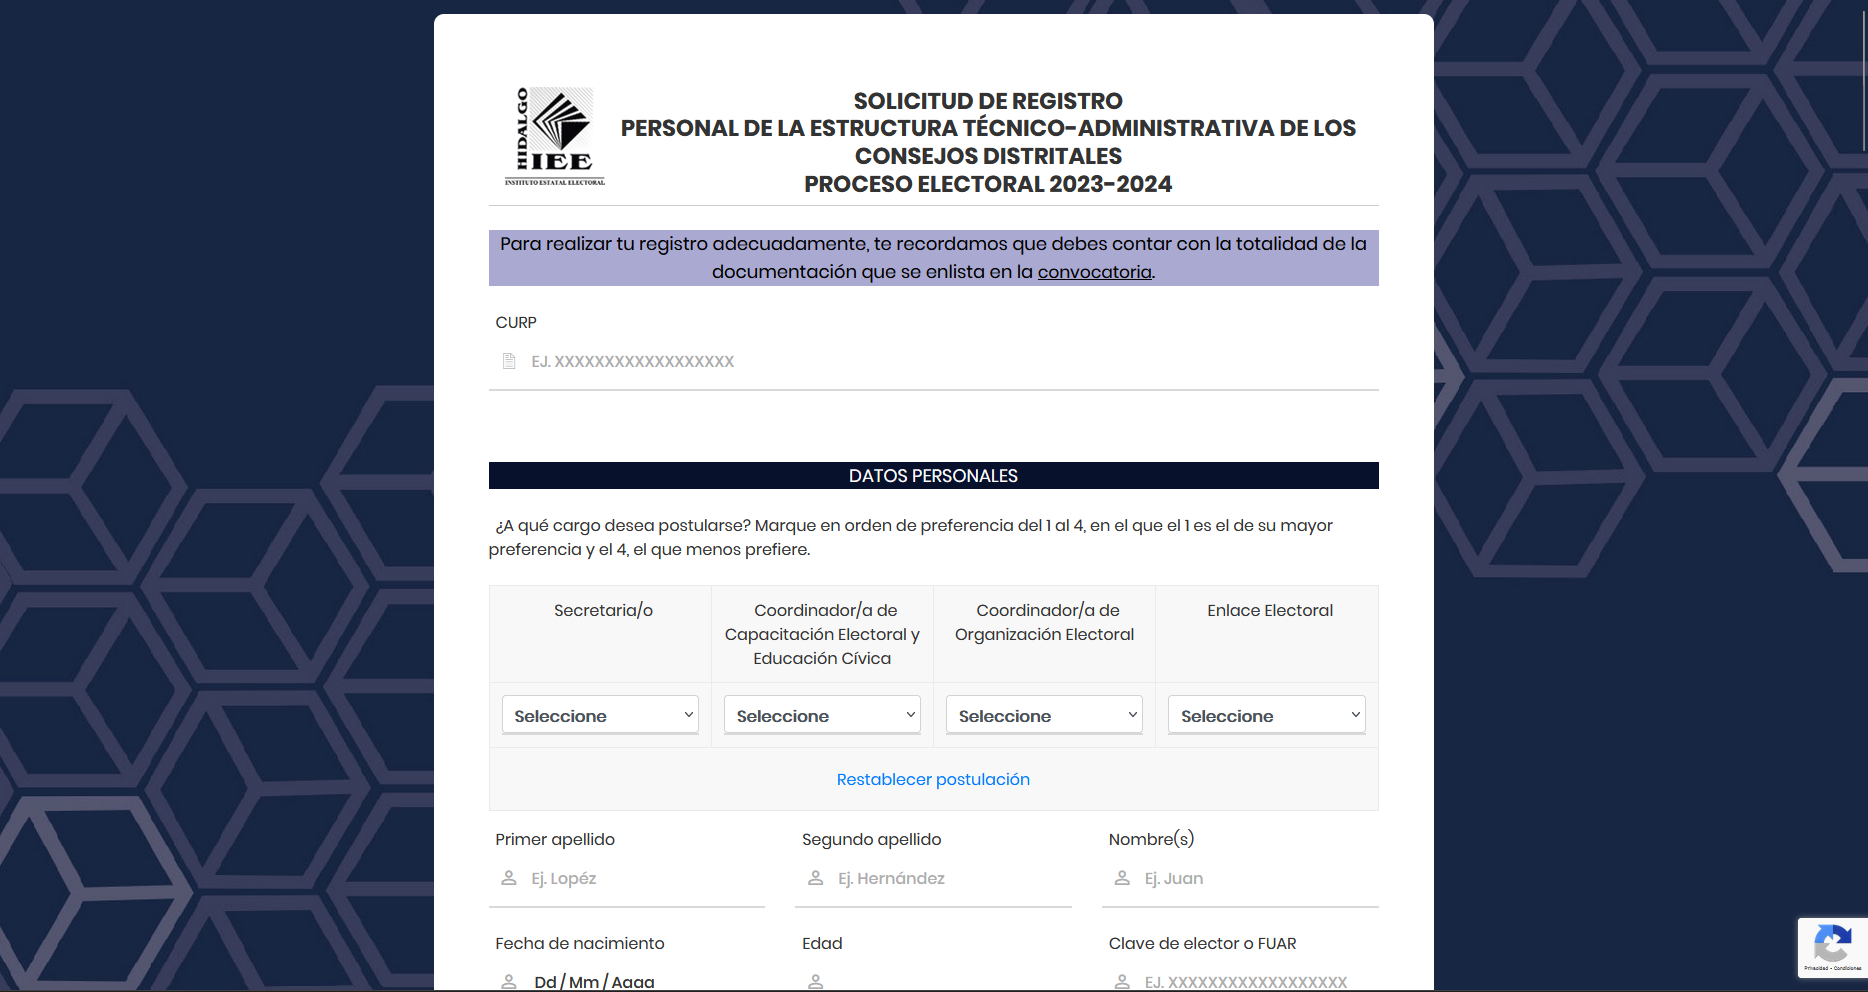 HIDALGO
IEE
INSTITUTO ESTATAL ELECTORAL
SOLICITUD DE REGISTRO
PERSONAL DE LA ESTRUCTURA TÉCNICO-ADMINISTRATIVA DE LOS
CONSEJOS DISTRITALES
PROCESO ELECTORAL 2023-2024
Para realizar tu registro adecuadamente, te recordamos que debes contar con la totalidad de la
documentación que se enlista en la convocatoria.
CURP
EJ. XXXXXXXXXXXXXXXXXX
DATOS PERSONALES
¿A qué cargo desea postularse? Marque en orden de preferencia del 1 al 4, en el que el 1 es el de su mayor
preferencia y el 4, el que menos prefiere.
Secretaria/o
Coordinador/a de
Capacitación Electoral y
Educación Cívica
Coordinador/a de
Organización Electoral
Enlace Electoral
Seleccione
Seleccione
Seleccione
Seleccione
Restablecer postulación
Primer apellido
Segundo apellido
Nombre(s)
Ej. Lopéz
Ej. Hernández
Ej. Juan
Fecha de nacimiento
Edad
Clave de elector o FUAR
Dd / Mm / Aaaa
EJ. XXXXXXXXXXXXXXXXXX
Privacidad - Condiciones